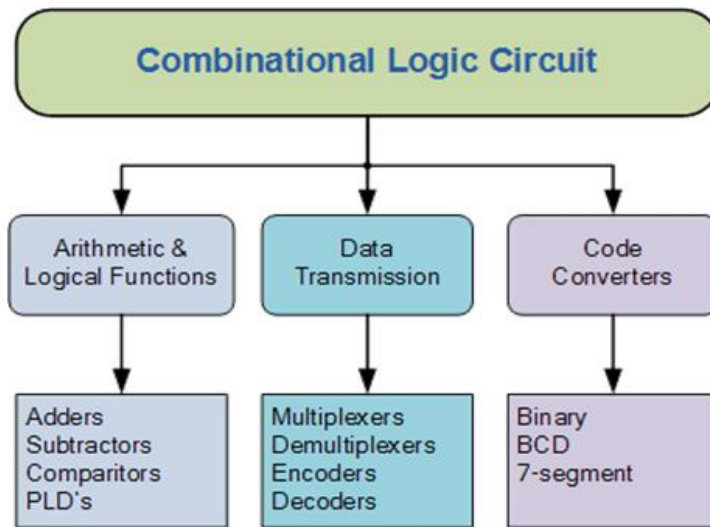 Combinational Logic Circuit
Arithmetic &
Logical Functions
Data
Transmission
Code
Converters
Adders
Subtractors
Comparitors
PLD's
Multiplexers
Demultiplexers
Encoders
Decoders
Binary
BCD
7-segment